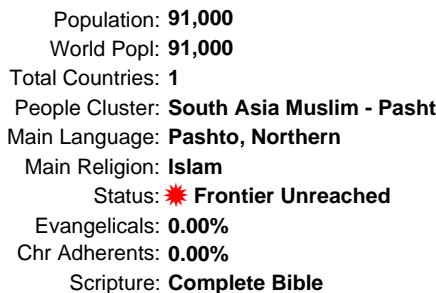 Population: 91,000
World Popl: 91,000
Total Countries: 1
People Cluster: South Asia Muslim - Pasht
Main Language: Pashto, Northern
Main Religion: Islam
Status: Frontier Unreached
Evangelicals: 0.00%
Chr Adherents: 0.00%
Scripture: Complete Bible